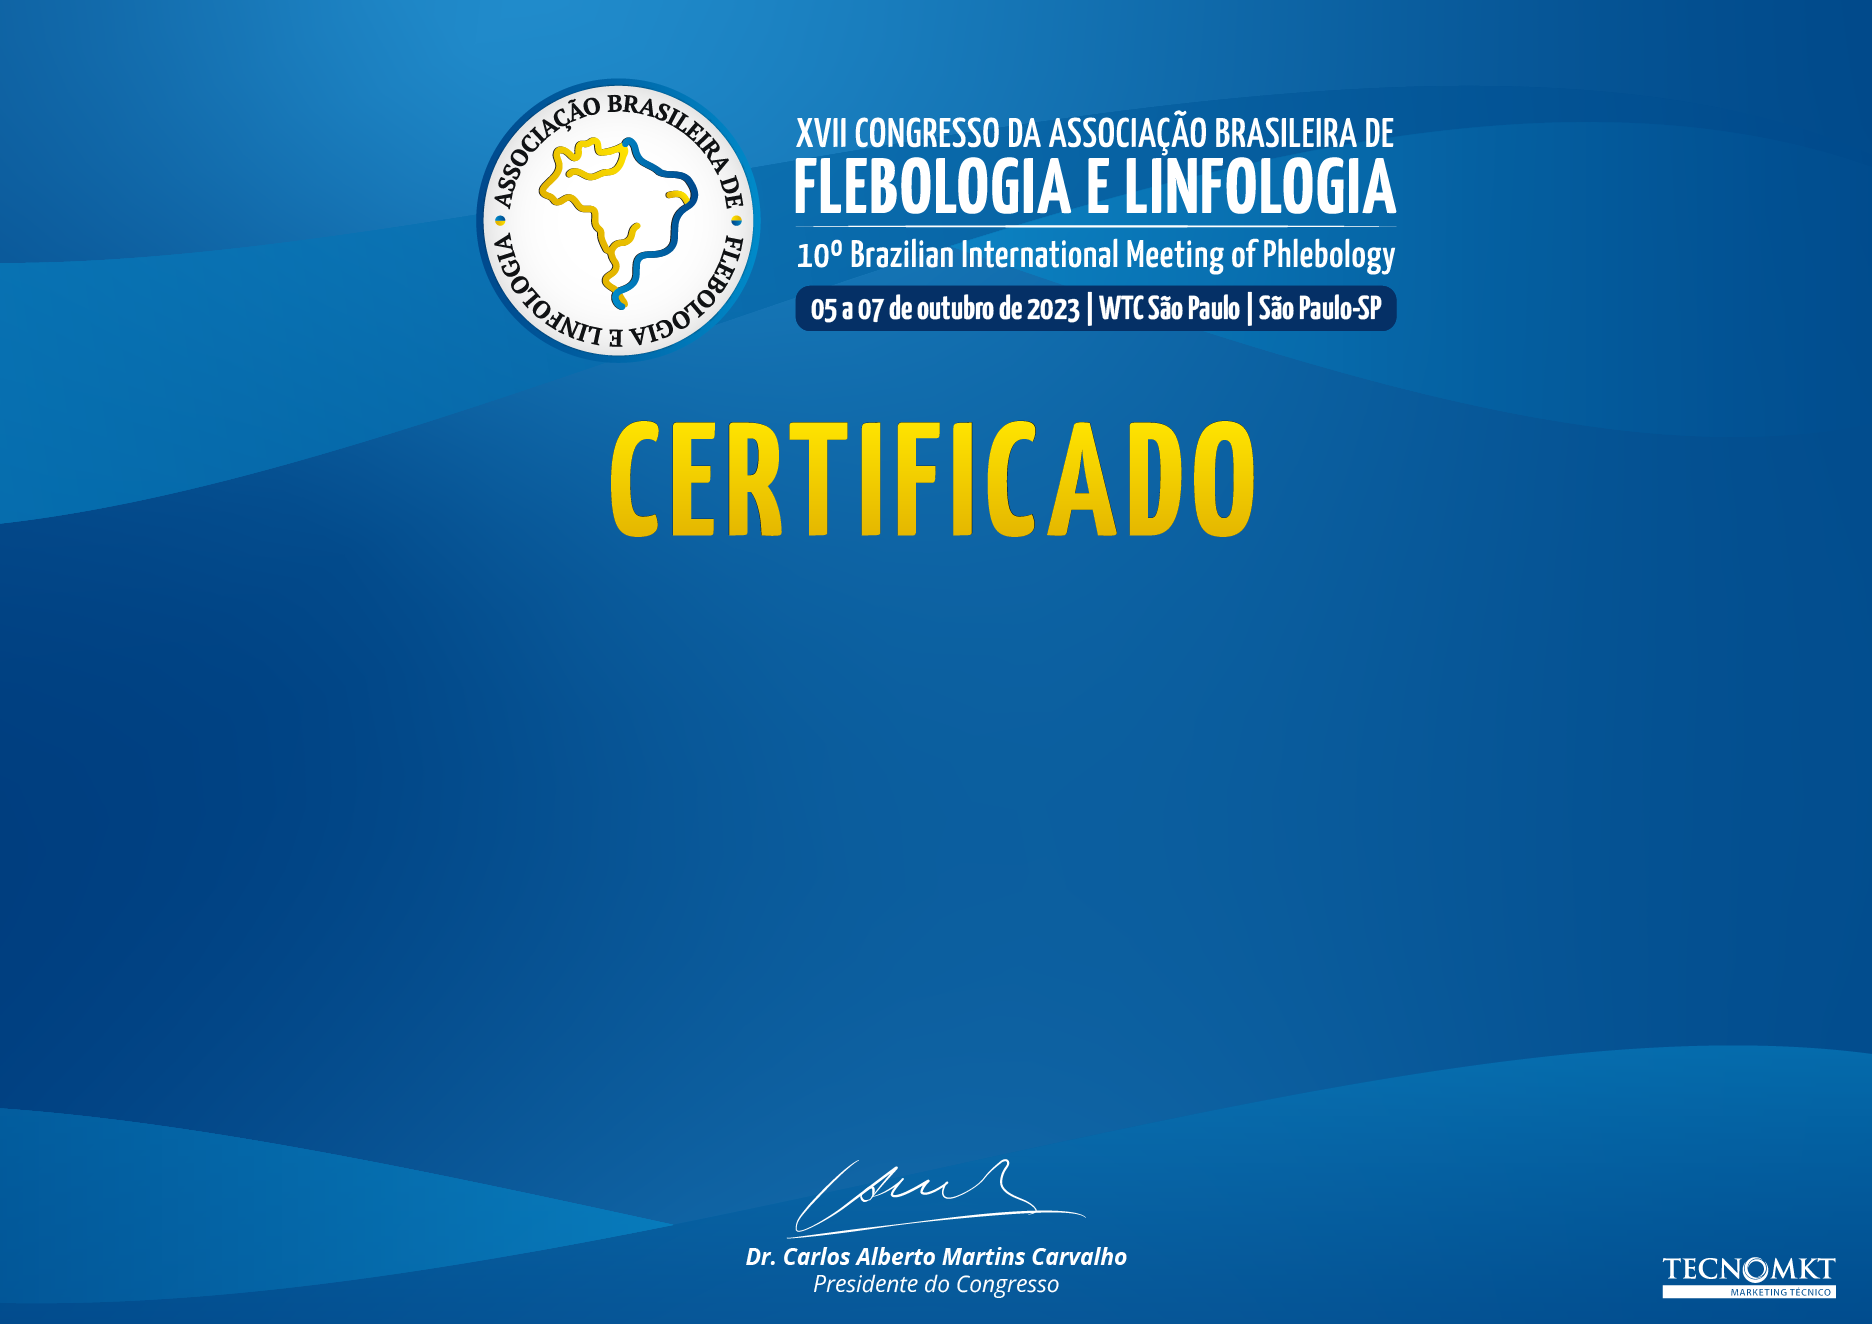 ASSOCIAÇÃO BRASILEIRA DE FLEBOLOGIA E LINFOLOGIA
XVII CONGRESSO DA ASSOCIAÇÃO BRASILEIRA DE
FLEBOLOGIA E LINFOLOGIA
10º Brazilian International Meeting of Phlebology
05 a 07 de outubro de 2023 | WTC São Paulo | São Paulo-SP
CERTIFICADO
Dr. Carlos Alberto Martins Carvalho
Presidente do Congresso
TECNOMKT
MARKETING TÉCNICO